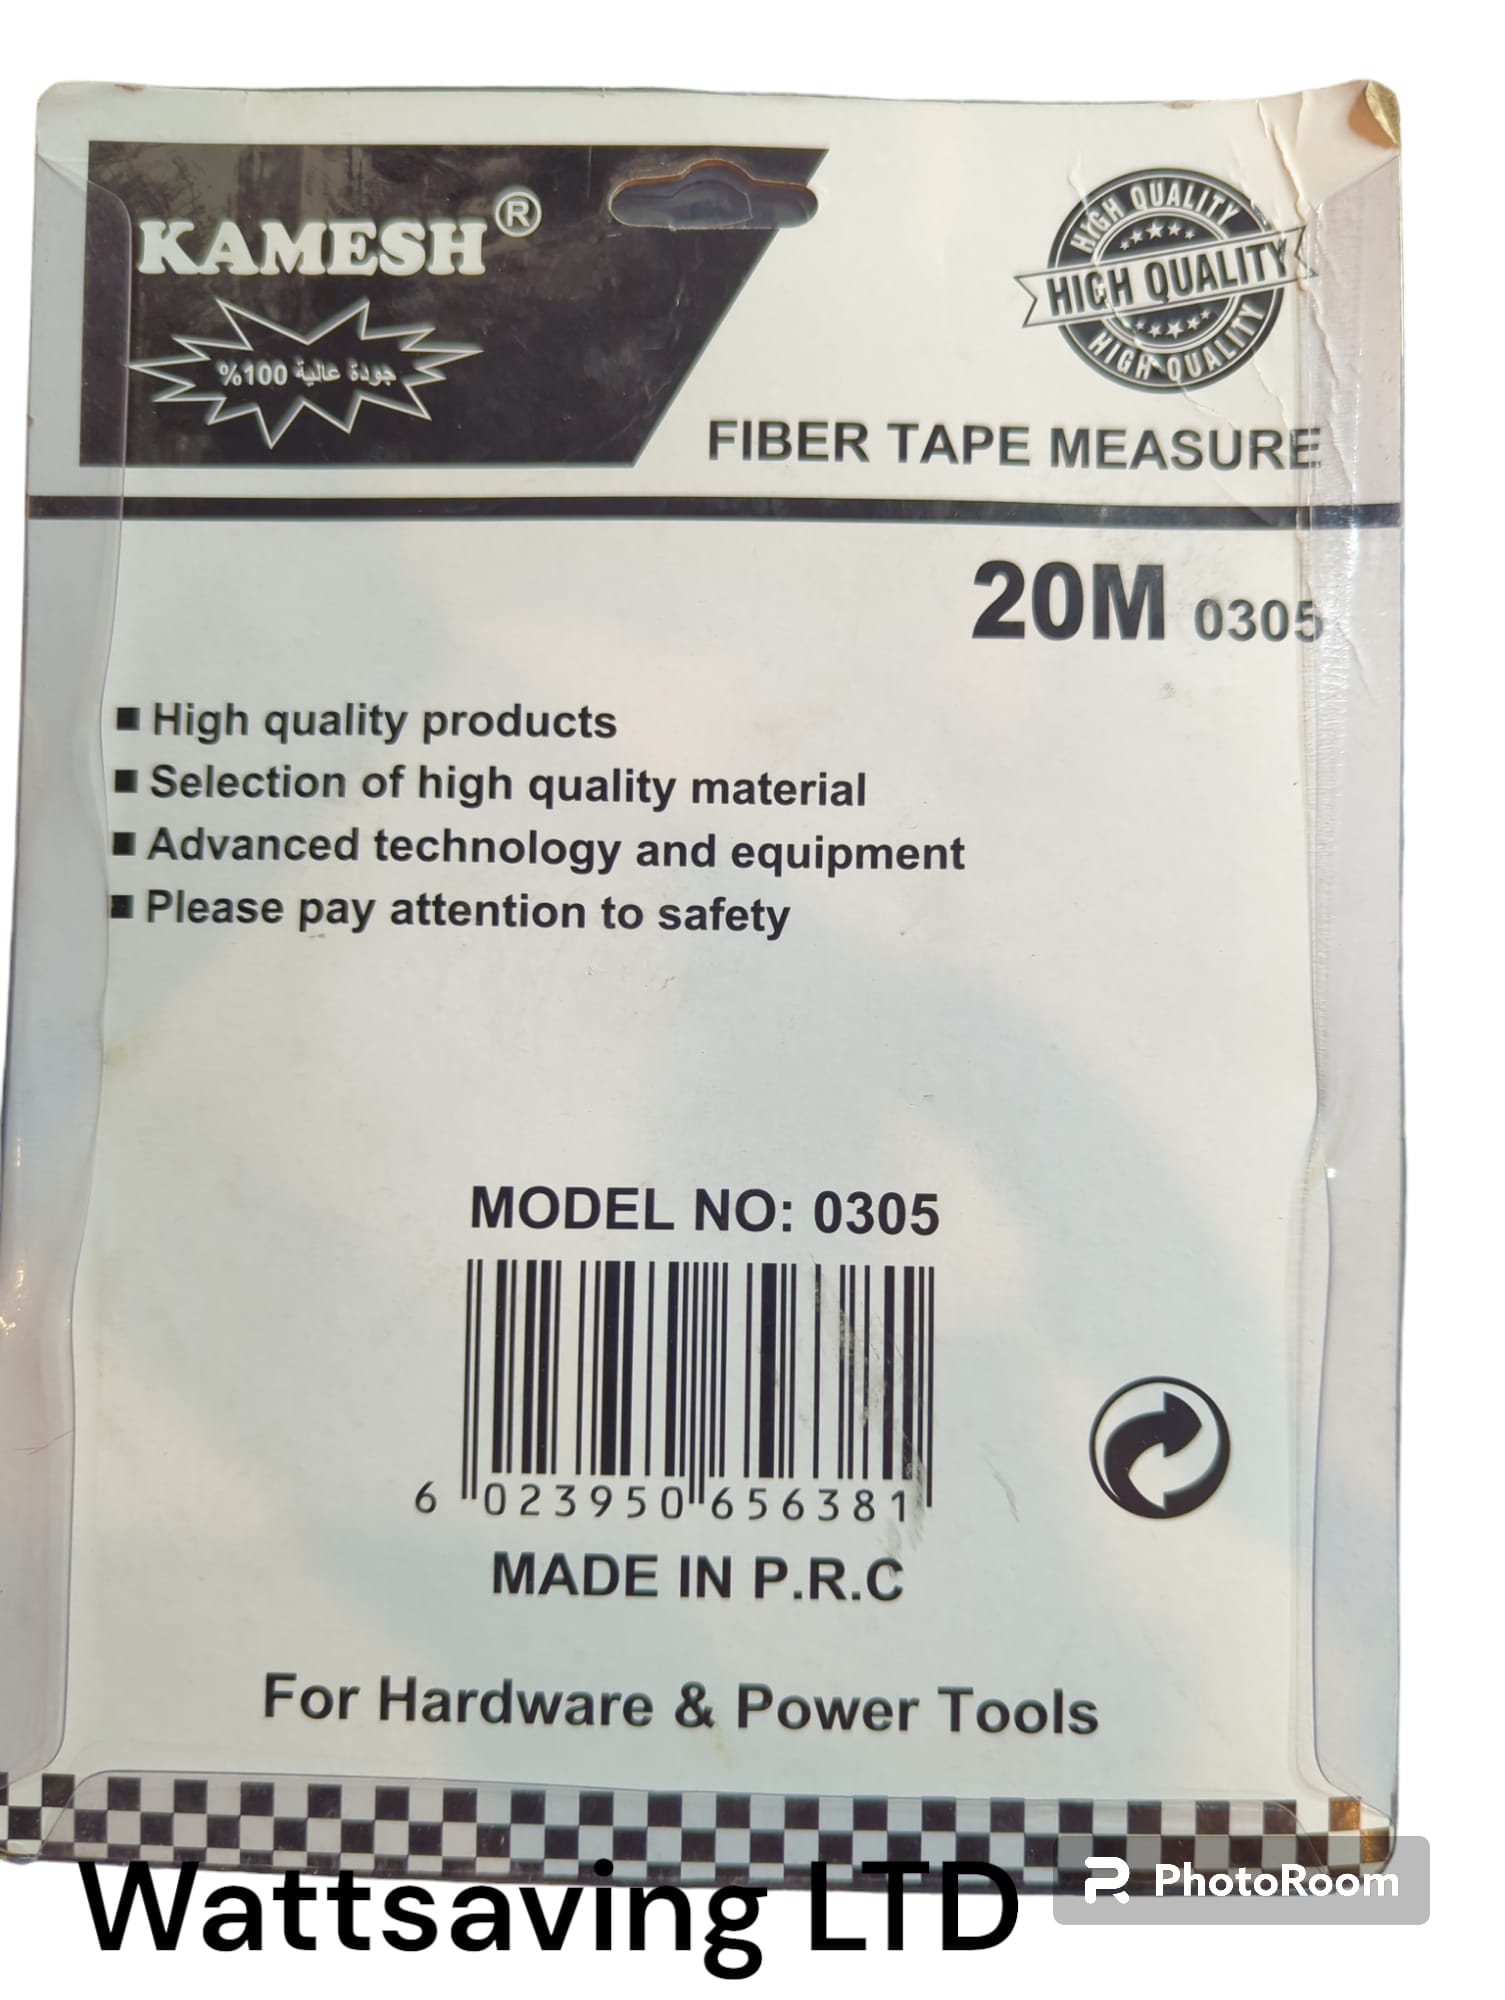 KAMESH®
%100 جودة عالية
HIGH QUALITY
HIGH QUALITY
HIGH QUALITY
FIBER TAPE MEASURE
20M 0305
■ High quality products
■ Selection of high quality material
■ Advanced technology and equipment
■ Please pay attention to safety
MODEL NO: 0305
6 023950 656381
MADE IN P.R.C
For Hardware & Power Tools
Wattsaving LTD
PhotoRoom